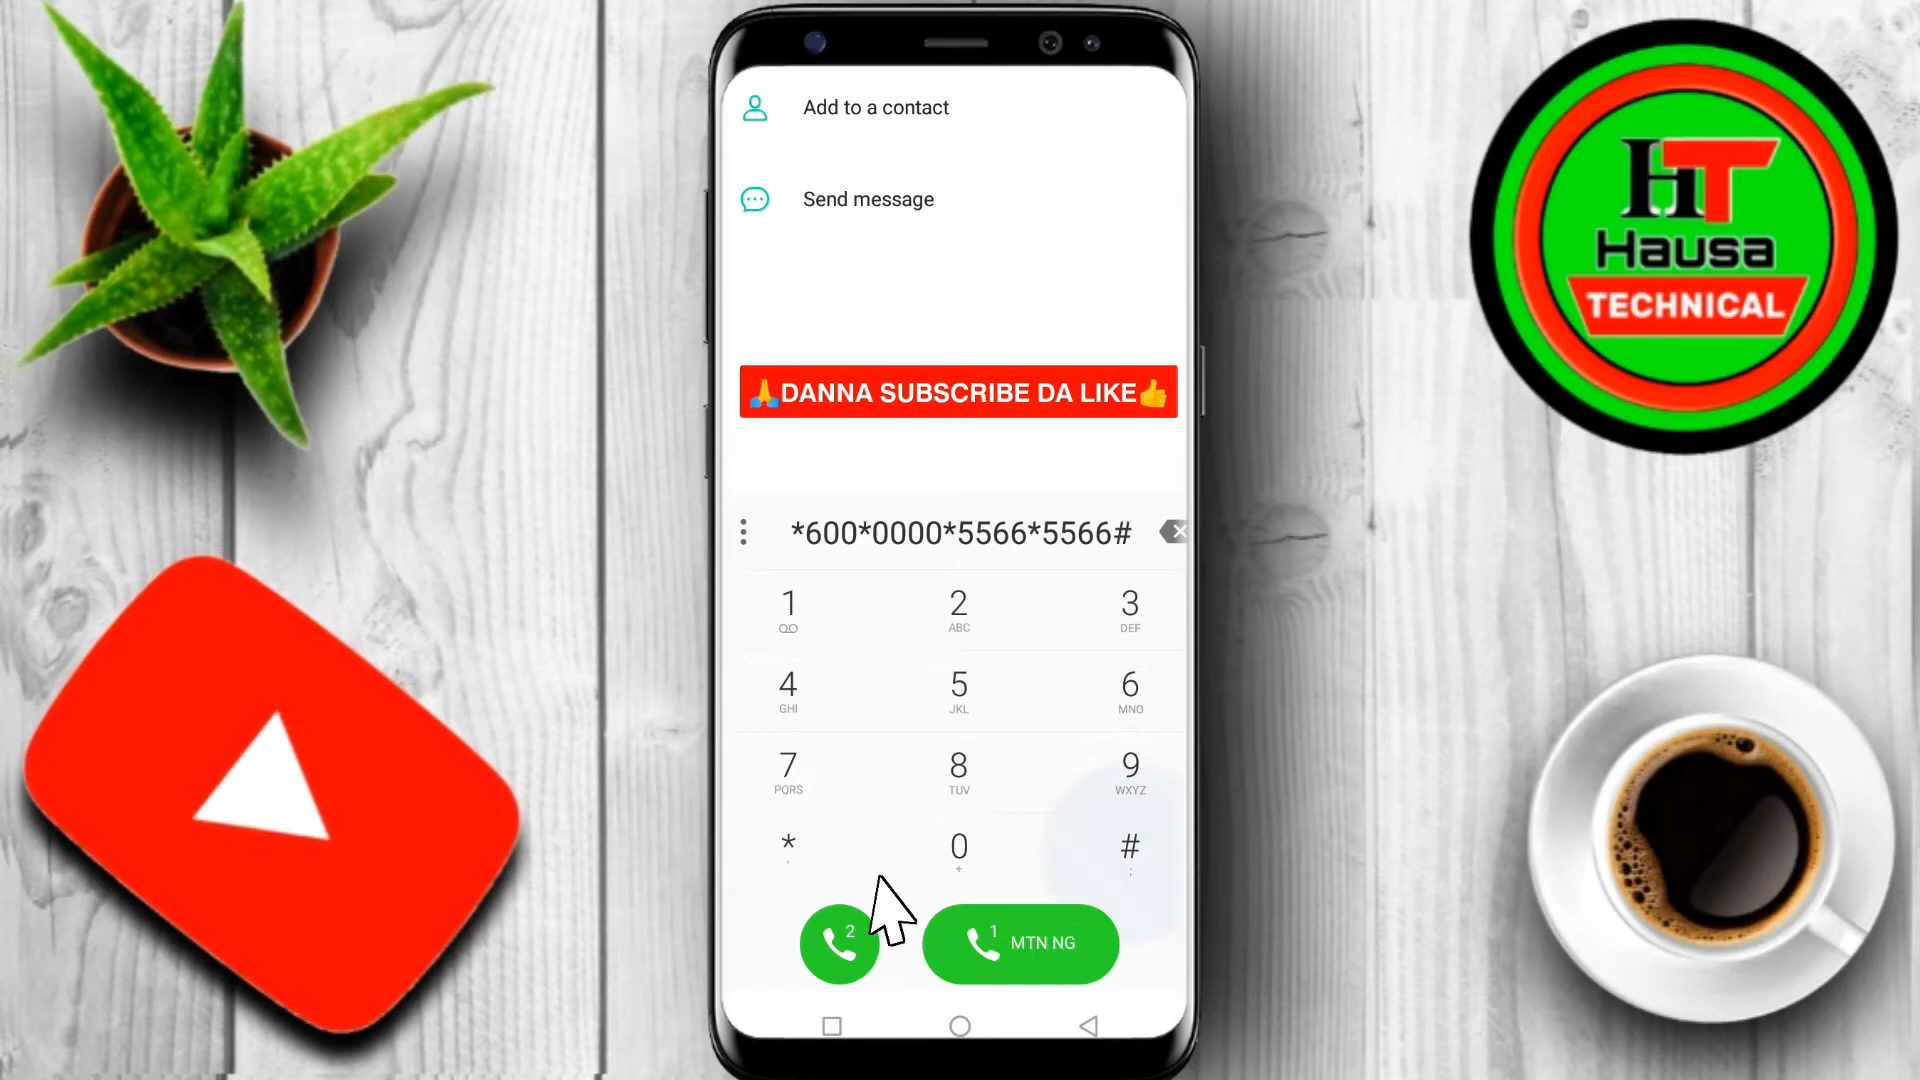 Add to a contact
Send message
🙏DANNA SUBSCRIBE DA LIKE👍
*600*0000*5566*5566#
1
2
ABC
3
DEF
4
GHI
5
JKL
6
MNO
7
PQRS
8
TUV
9
WXYZ
*
,
0
+
#
;
2
1
MTN NG
HT
Hausa
TECHNICAL